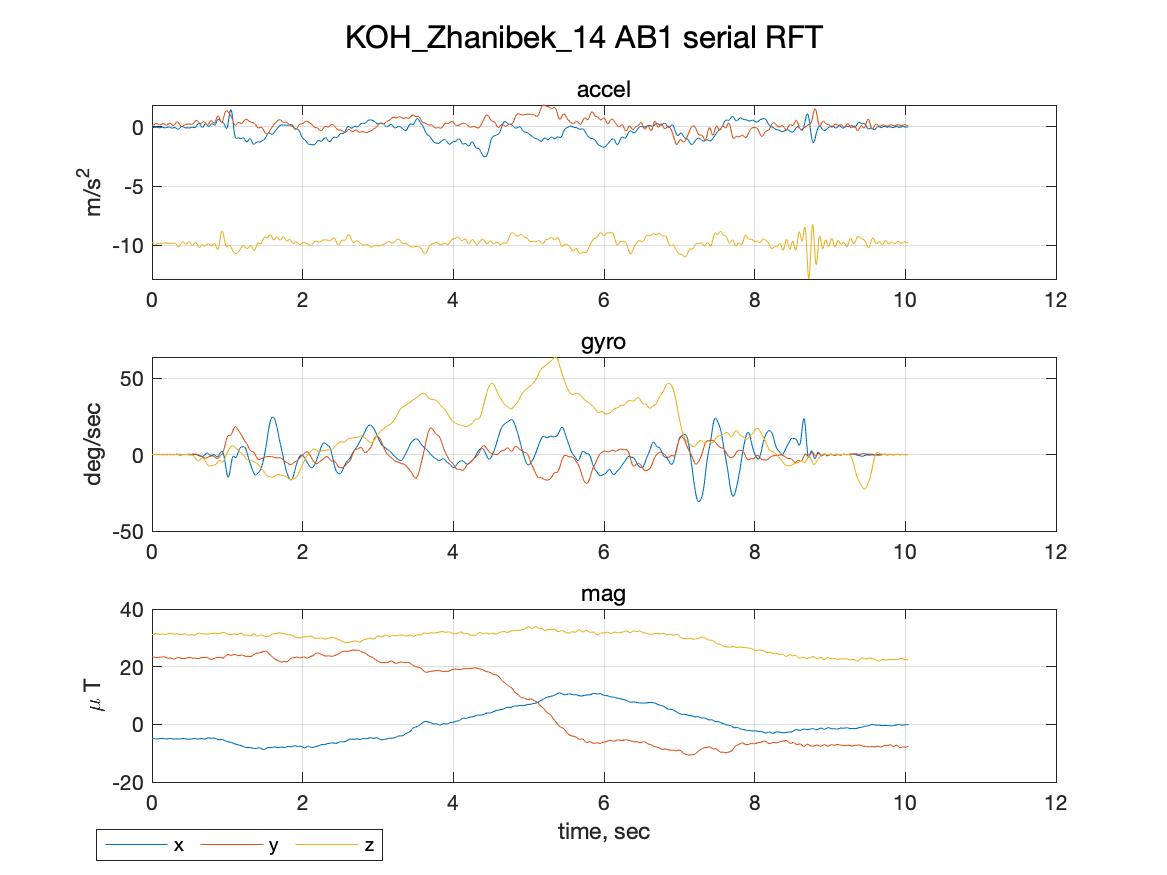 KOH_Zhanibek_14 AB1 serial RFT
accel
m/s²
0
-5
-10
0 2 4 6 8 10 12
gyro
deg/sec
50
0
-50
0 2 4 6 8 10 12
mag
μ T
40
20
0
-20
0 2 4 6 8 10 12
time, sec
x y z